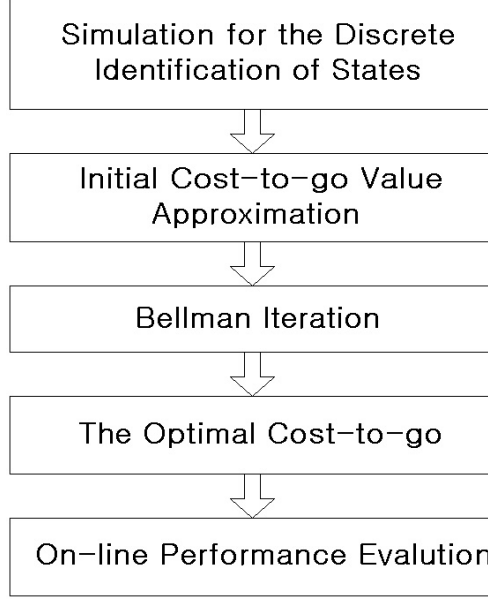 Simulation for the Discrete
Identification of States
Initial Cost-to-go Value
Approximation
Bellman Iteration
The Optimal Cost-to-go
On-line Performance Evalution